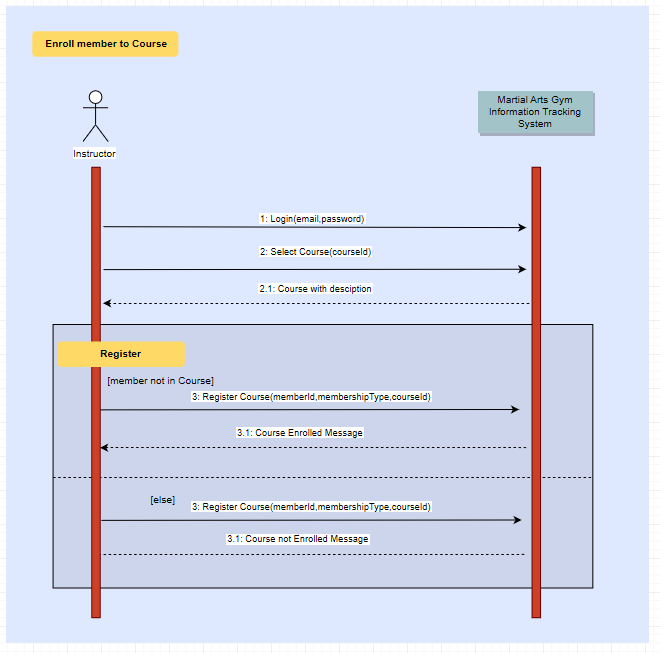 Enroll member to Course
Martial Arts Gym
Information Tracking
System
Instructor
1: Login(email,password)
2: Select Course(courseId)
2.1: Course with desciption
Register
[member not in Course]
3: Register Course(memberId,membershipType,courseId)
3.1: Course Enrolled Message
[else]
3: Register Course(memberId,membershipType,courseId)
3.1: Course not Enrolled Message